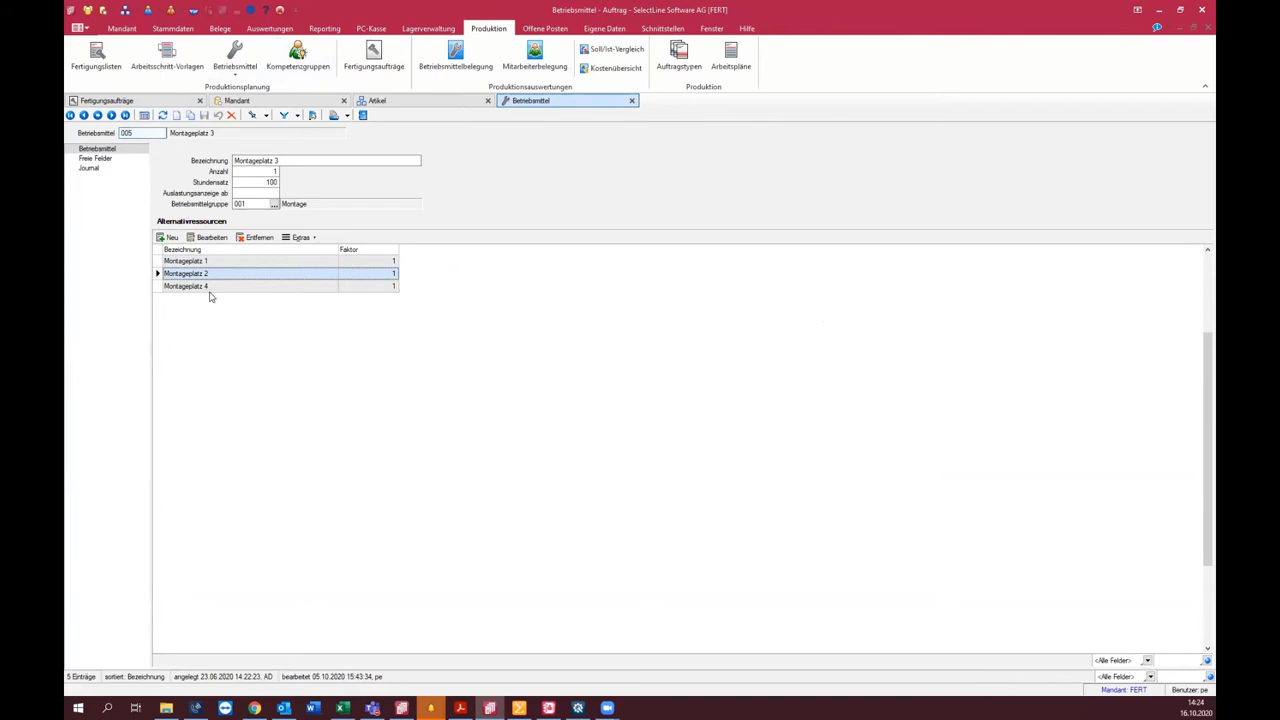 Betriebsmittel - Auftrag - SelectLine Software AG [FERT]
Mandant Stammdaten Belege Auswertungen Reporting PC-Kasse Lagerverwaltung Produktion Offene Posten Eigene Daten Schnittstellen Fenster Hilfe
Fertigungslisten Arbeitsschritt-Vorlagen Betriebsmittel Kompetenzgruppen Fertigungsaufträge Betriebsmittelbelegung Mitarbeiterbelegung Soll/Ist-Vergleich Kostenübersicht Auftragstypen Arbeitspläne
Produktionsplanung Produktionsauswertungen Produktion
Fertigungsaufträge Mandant Artikel Betriebsmittel
Betriebsmittel 005 Montageplatz 3
Betriebsmittel
Freie Felder
Journal
Bezeichnung Montageplatz 3
Anzahl 1
Stundensatz 100
Auslastungsanzeige ab
Betriebsmittelgruppe 001 ... Montage
Alternativressourcen
Neu Bearbeiten Entfernen Extras
Bezeichnung Faktor
Montageplatz 1 1
Montageplatz 2 1
Montageplatz 4 1
<Alle Felder>
5 Einträge sortiert: Bezeichnung angelegt 23.06.2020 14:22:23, AD bearbeitet 05.10.2020 15:43:34, pe <Alle Felder>
Mandant: FERT Benutzer: pe
14:24
16.10.2020